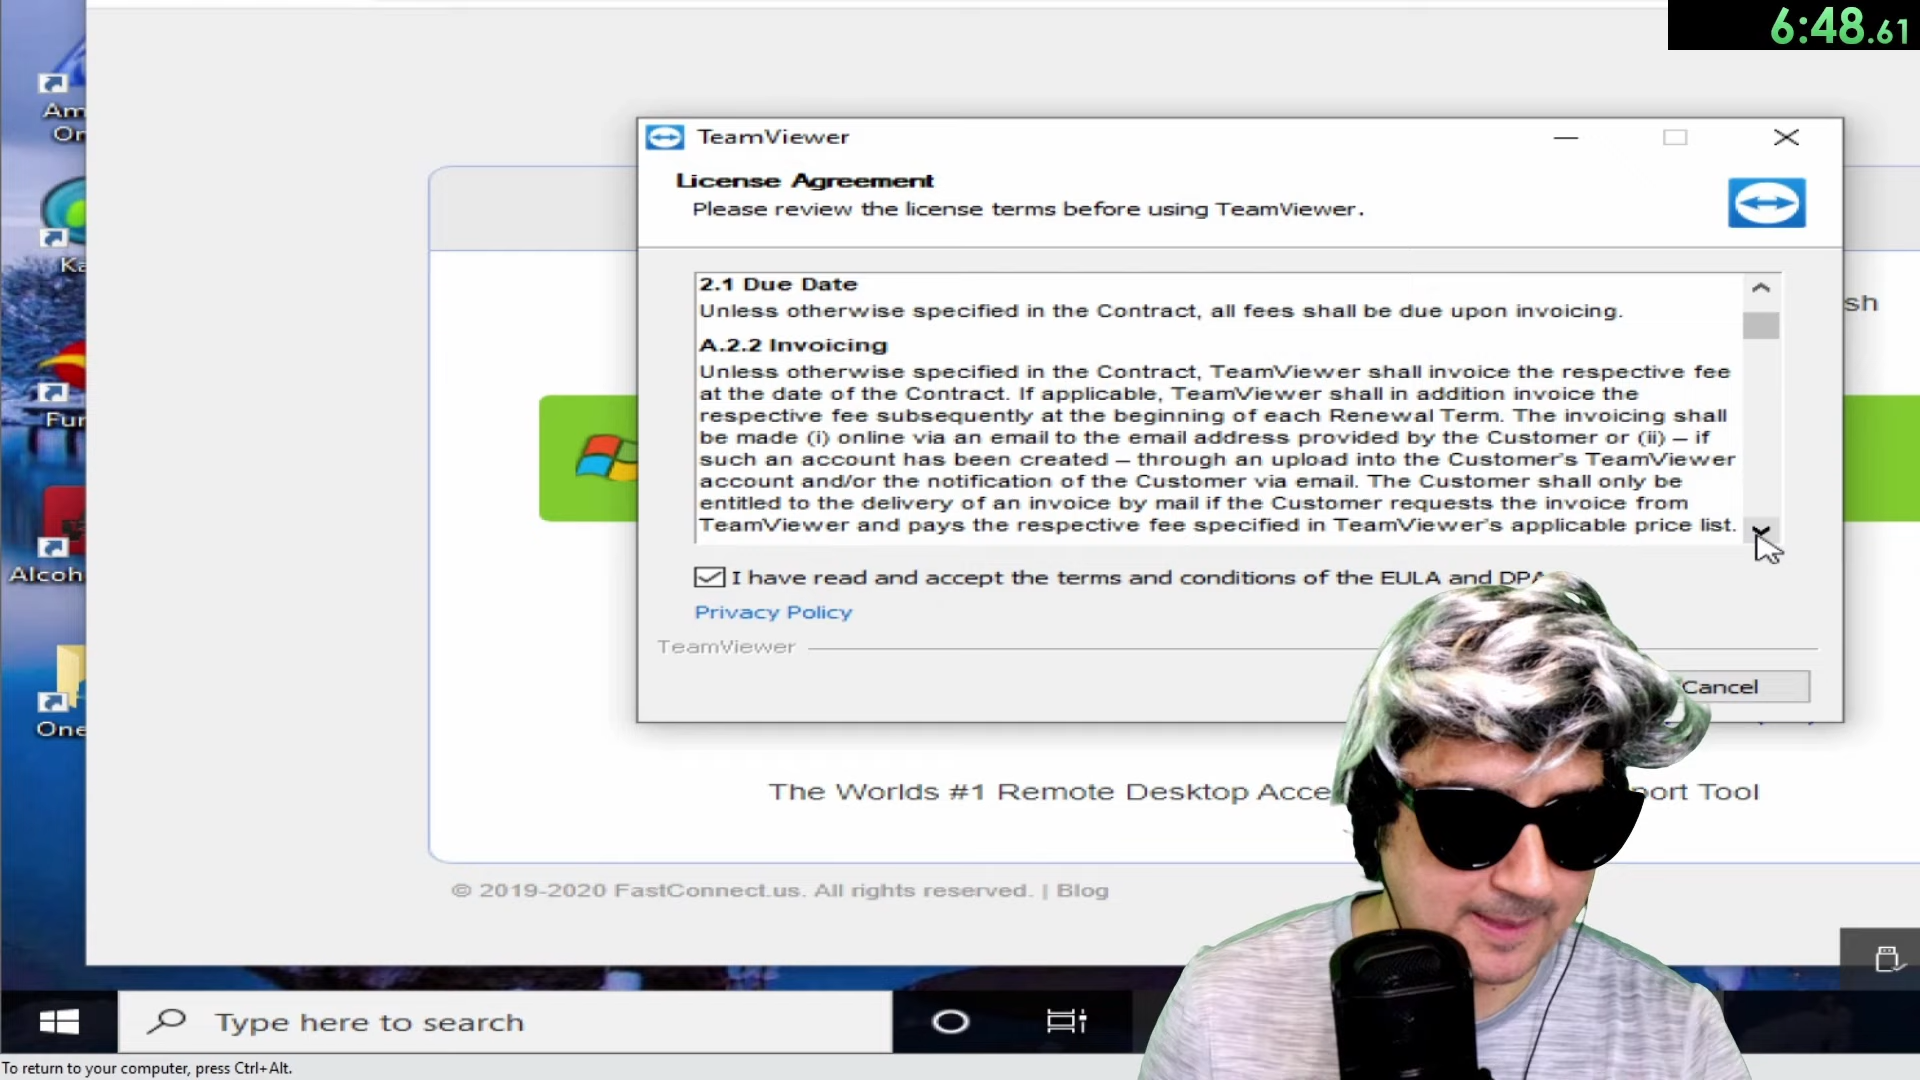 6:48.61
Am
On
Ka
Fur
Alcoh
One
TeamViewer
License Agreement
Please review the license terms before using TeamViewer.
2.1 Due Date
Unless otherwise specified in the Contract, all fees shall be due upon invoicing.
A.2.2 Invoicing
Unless otherwise specified in the Contract, TeamViewer shall invoice the respective fee
at the date of the Contract. If applicable, TeamViewer shall in addition invoice the
respective fee subsequently at the beginning of each Renewal Term. The invoicing shall
be made (i) online via an email to the email address provided by the Customer or (ii) – if
such an account has been created – through an upload into the Customer's TeamViewer
account and/or the notification of the Customer via email. The Customer shall only be
entitled to the delivery of an invoice by mail if the Customer requests the invoice from
TeamViewer and pays the respective fee specified in TeamViewer's applicable price list.
I have read and accept the terms and conditions of the EULA and DPA
Privacy Policy
TeamViewer
Cancel
sh
The Worlds #1 Remote Desktop Acce port Tool
© 2019-2020 FastConnect.us. All rights reserved. | Blog
Type here to search
To return to your computer, press Ctrl+Alt.